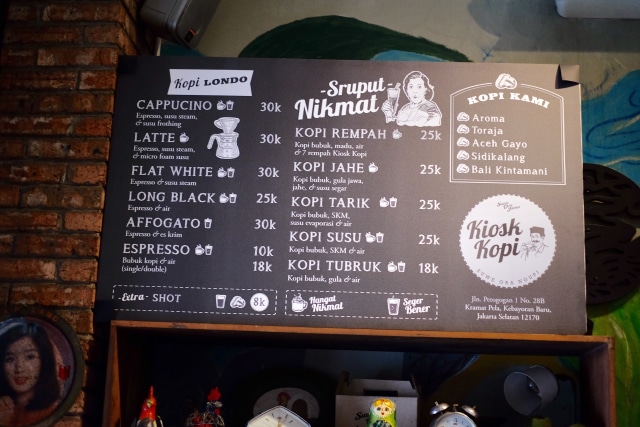 Kopi LONDO
CAPPUCINO 30k
Espresso, susu steam,
& susu frothing
LATTE 30k
Espresso, susu steam,
& micro foam susu
FLAT WHITE 30k
Espresso & susu steam
LONG BLACK 25k
Espresso & air
AFFOGATO 30k
Espresso & es krim
ESPRESSO 10k
Bubuk kopi & air 18k
(single/double)
-Extra- SHOT 8k
-Sruput-
Nikmat
KOPI REMPAH 25k
Kopi bubuk, madu, air
& 7 rempah Kiosk Kopi
KOPI JAHE 25k
Kopi bubuk, gula jawa,
jahe, & susu segar
KOPI TARIK 25k
Kopi bubuk, SKM,
susu evaporasi & air
KOPI SUSU 25k
Kopi bubuk, SKM & air
KOPI TUBRUK 18k
Kopi bubuk, gula & air
Hangat
Nikmat
Seger
Bener
KOPI KAMI
Aroma
Toraja
Aceh Gayo
Sidikalang
Bali Kintamani
Kiosk
Kopi
Jln. Petogogan 1 No. 28B
Kramat Pela, Kebayoran Baru,
Jakarta Selatan 12170